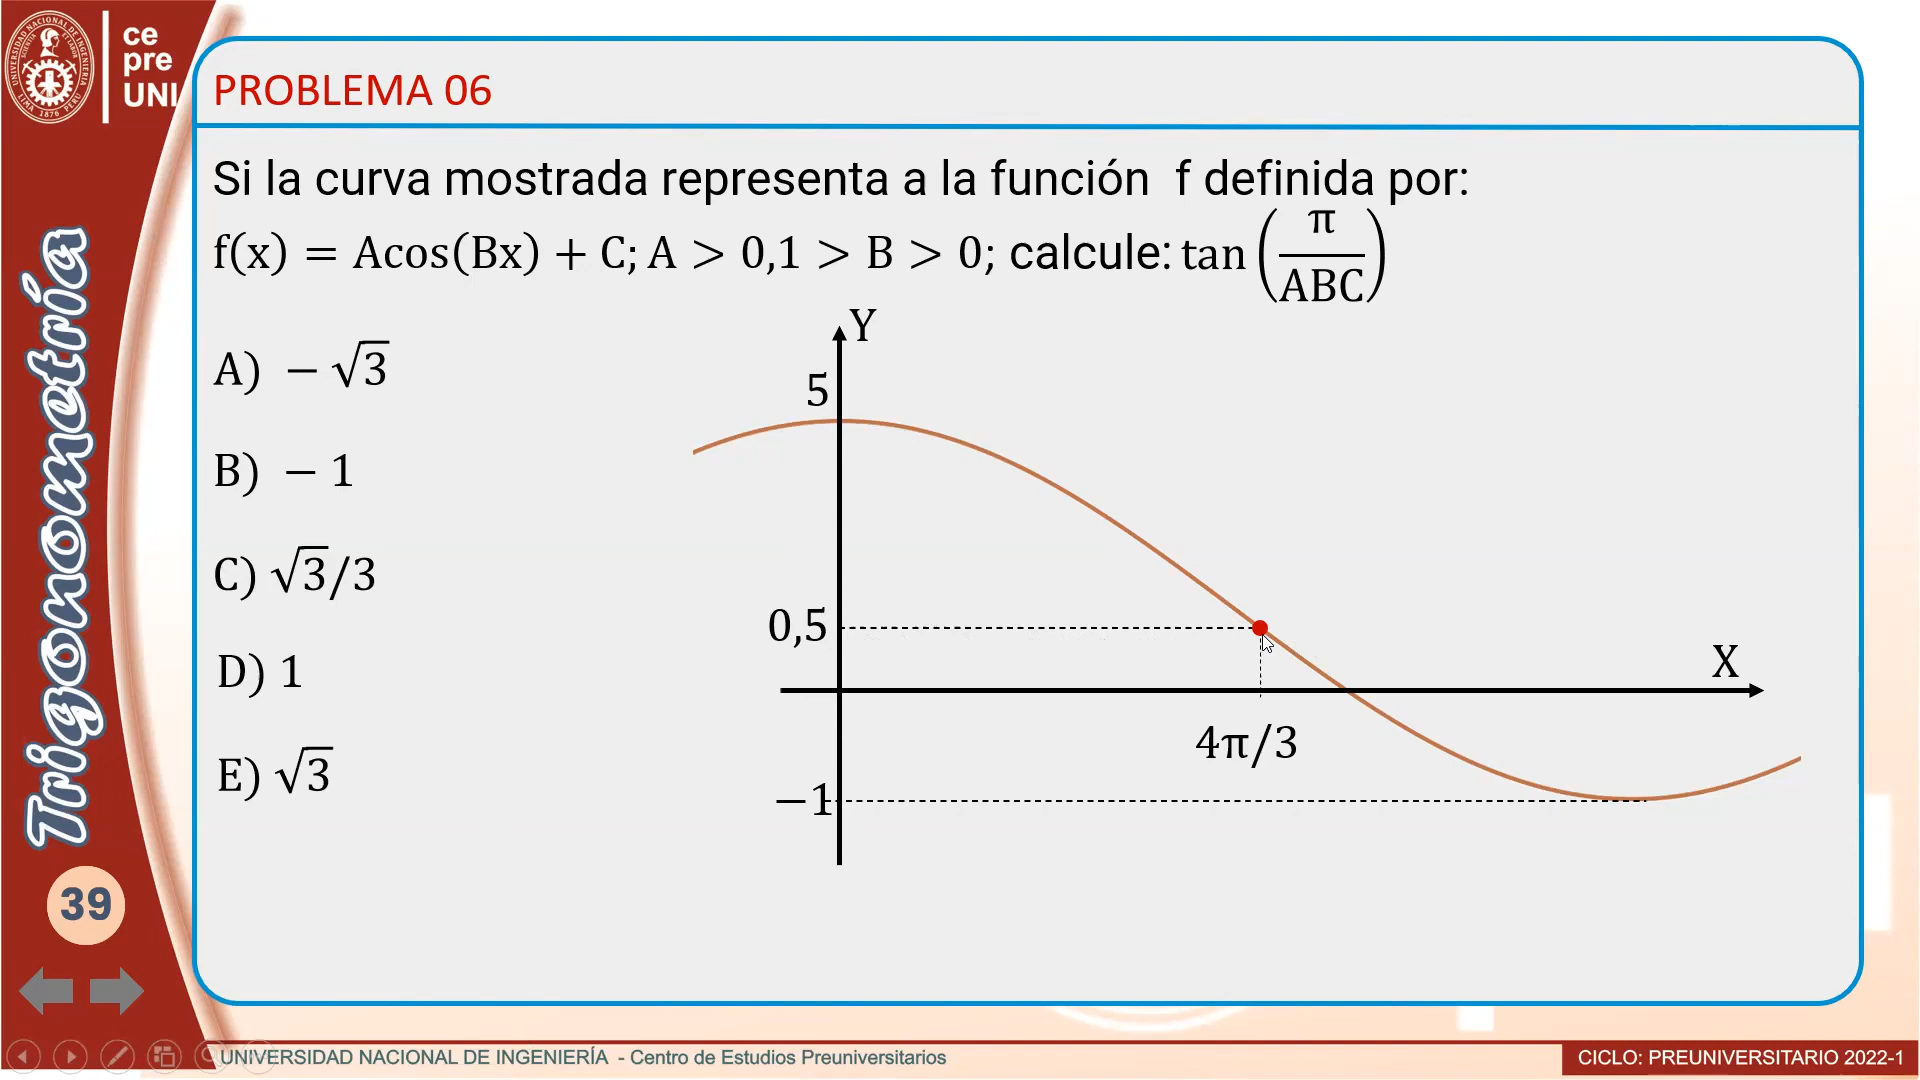 ce
pre
UNI
PROBLEMA 06
Si la curva mostrada representa a la función f definida por:
f(x) = Acos(Bx) + C; A > 0,1 > B > 0; calcule: tan(π/ABC)
A) −√3
B) −1
C) √3/3
D) 1
E) √3
Y
5
0,5
X
4π/3
−1
Trigonometría
39
UNIVERSIDAD NACIONAL DE INGENIERÍA - Centro de Estudios Preuniversitarios
CICLO: PREUNIVERSITARIO 2022-1